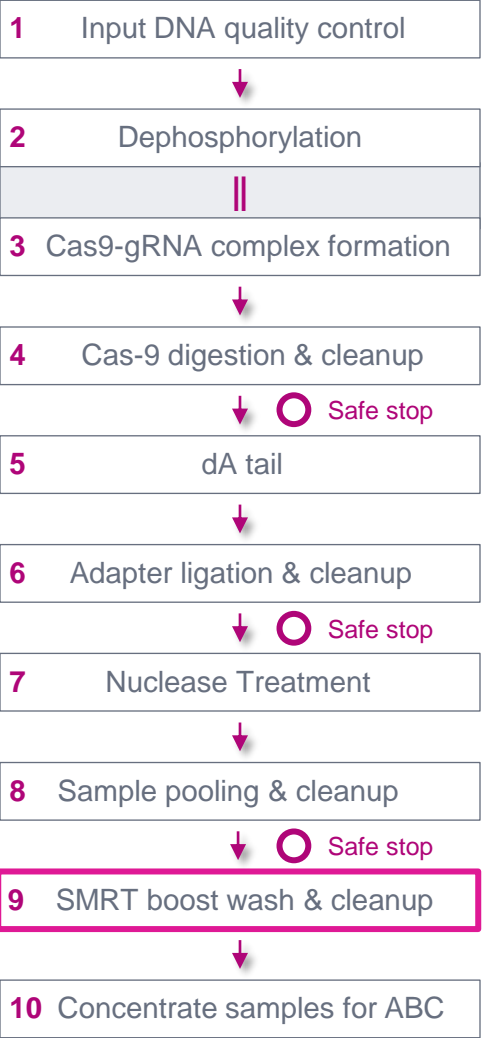 1 Input DNA quality control
2 Dephosphorylation
3 Cas9-gRNA complex formation
4 Cas-9 digestion & cleanup
Safe stop
5 dA tail
6 Adapter ligation & cleanup
Safe stop
7 Nuclease Treatment
8 Sample pooling & cleanup
Safe stop
9 SMRT boost wash & cleanup
10 Concentrate samples for ABC